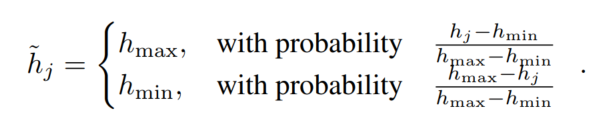 h̃_j = { h_max, with probability (h_j − h_min)/(h_max − h_min)
h_min, with probability (h_max − h_j)/(h_max − h_min) .